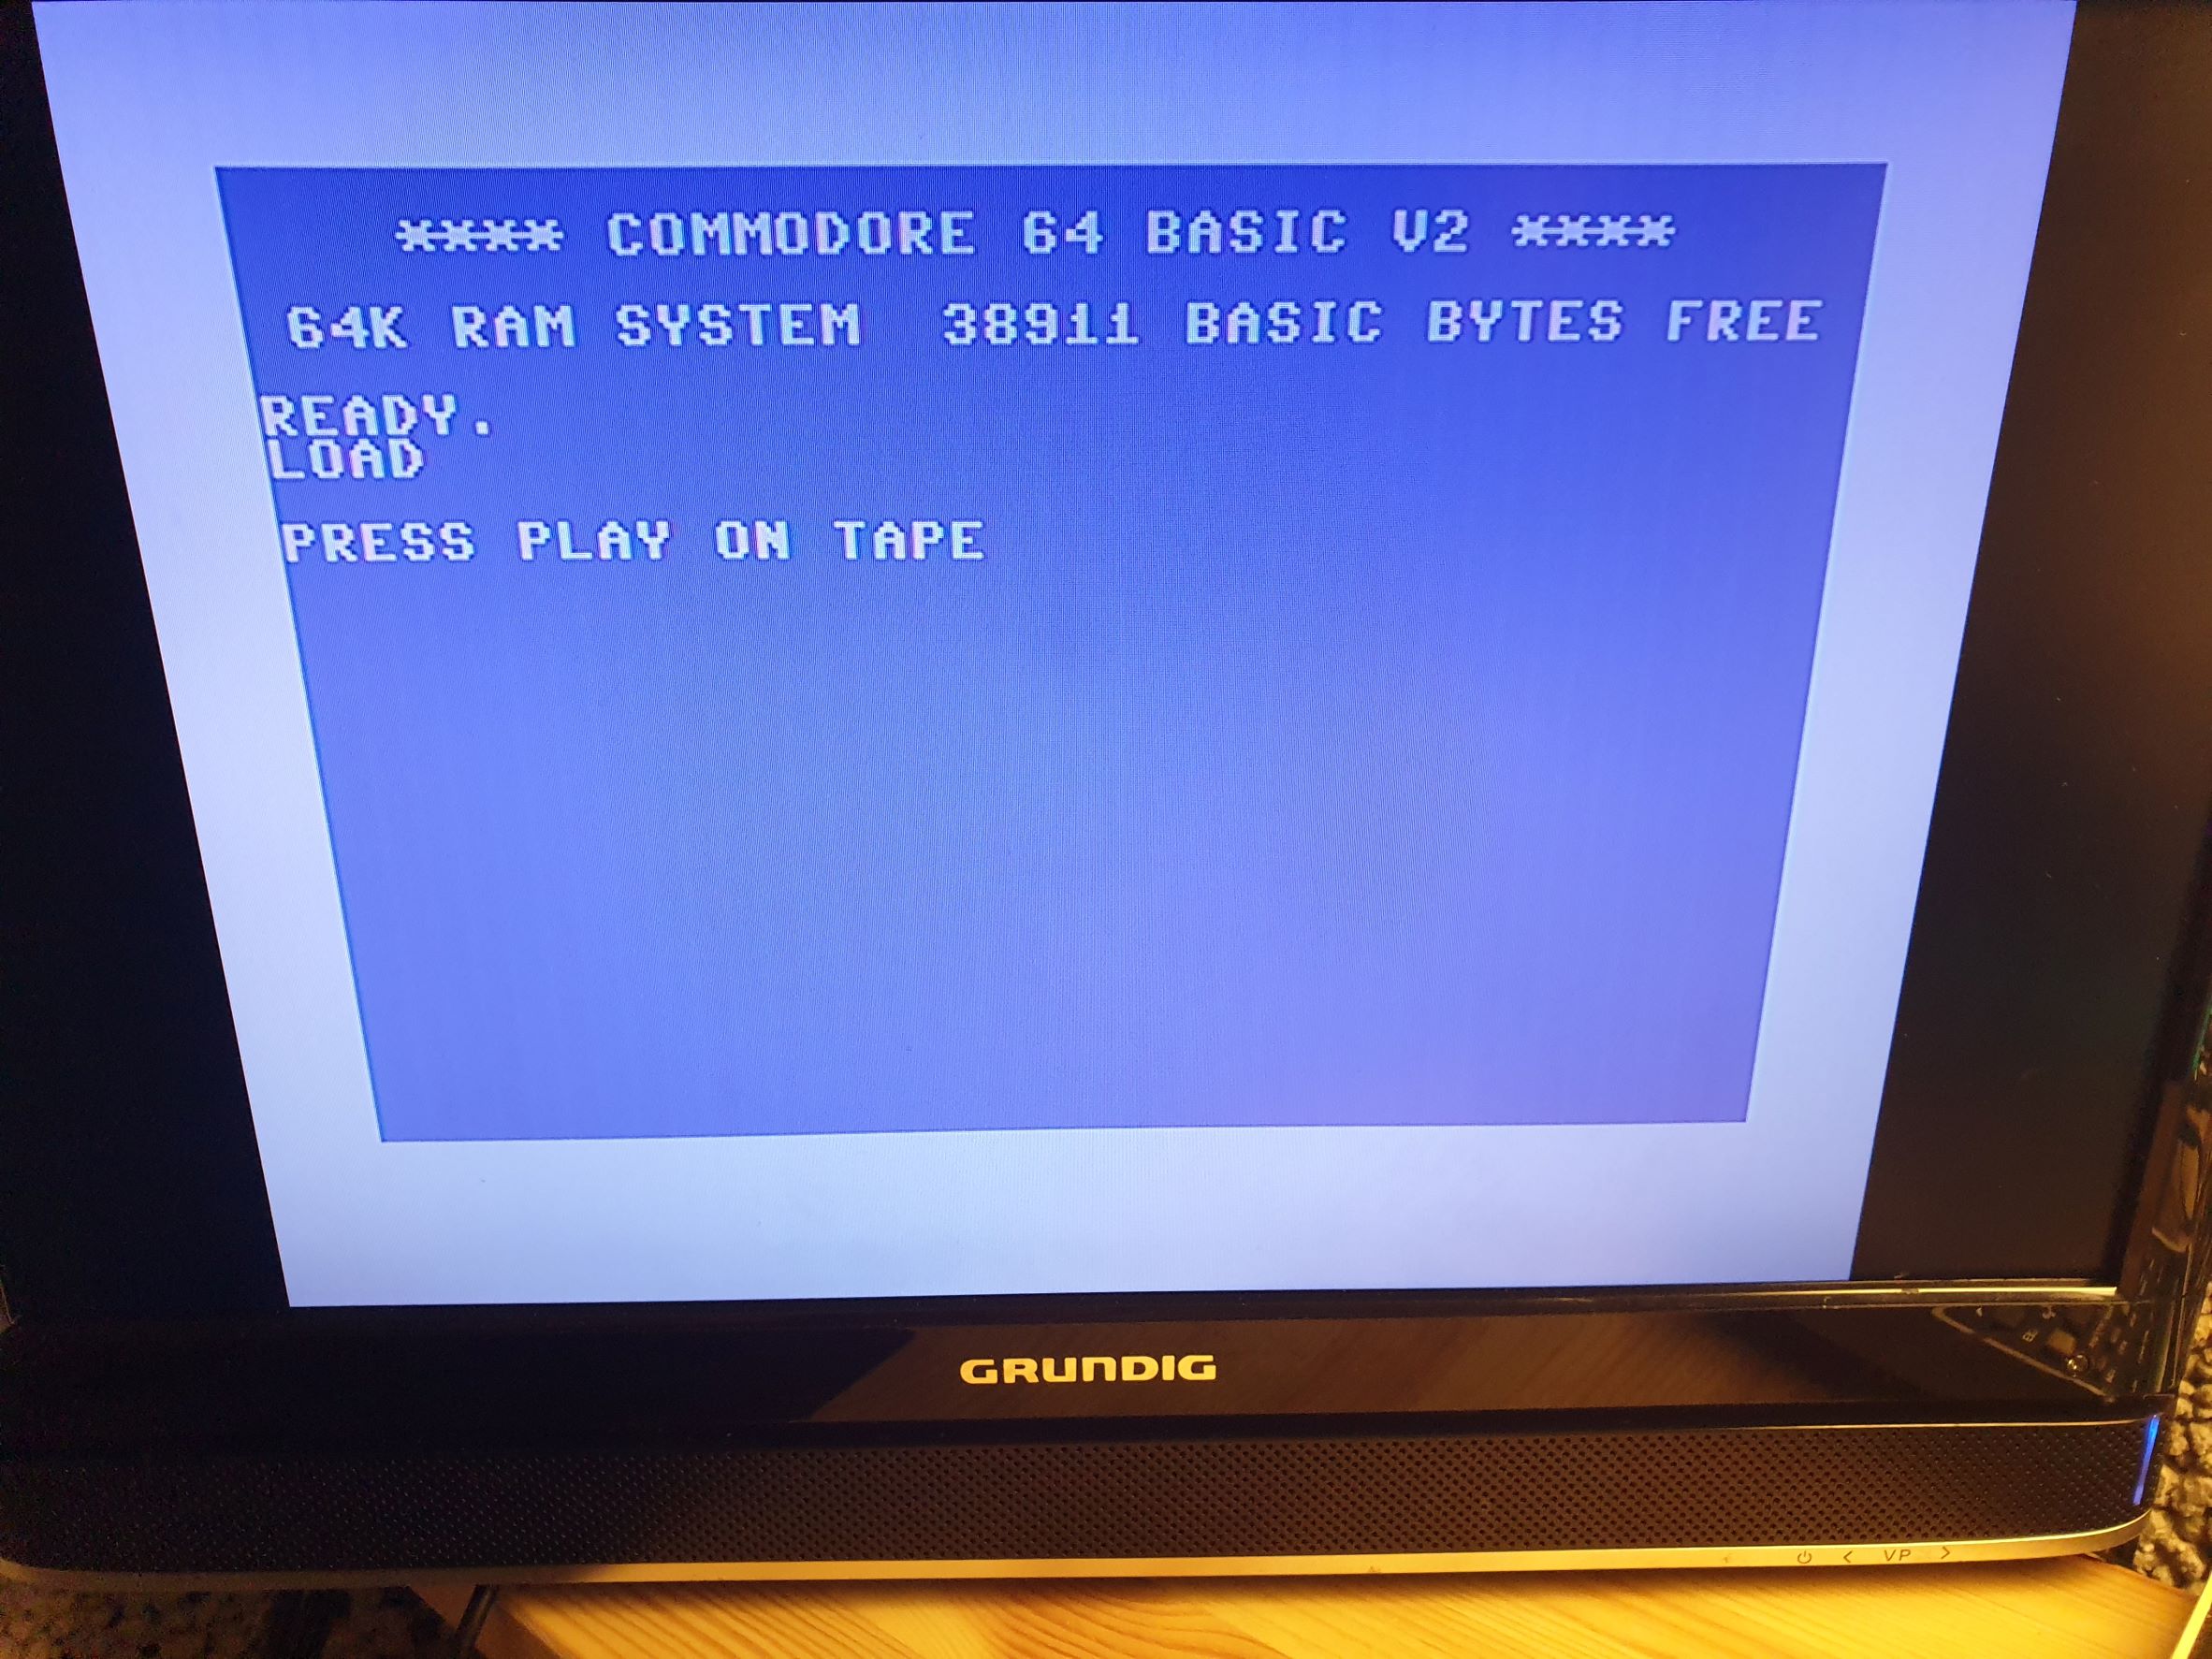 **** COMMODORE 64 BASIC V2 ****
64K RAM SYSTEM  38911 BASIC BYTES FREE
READY.
LOAD
PRESS PLAY ON TAPE
GRUNDIG
< VP >